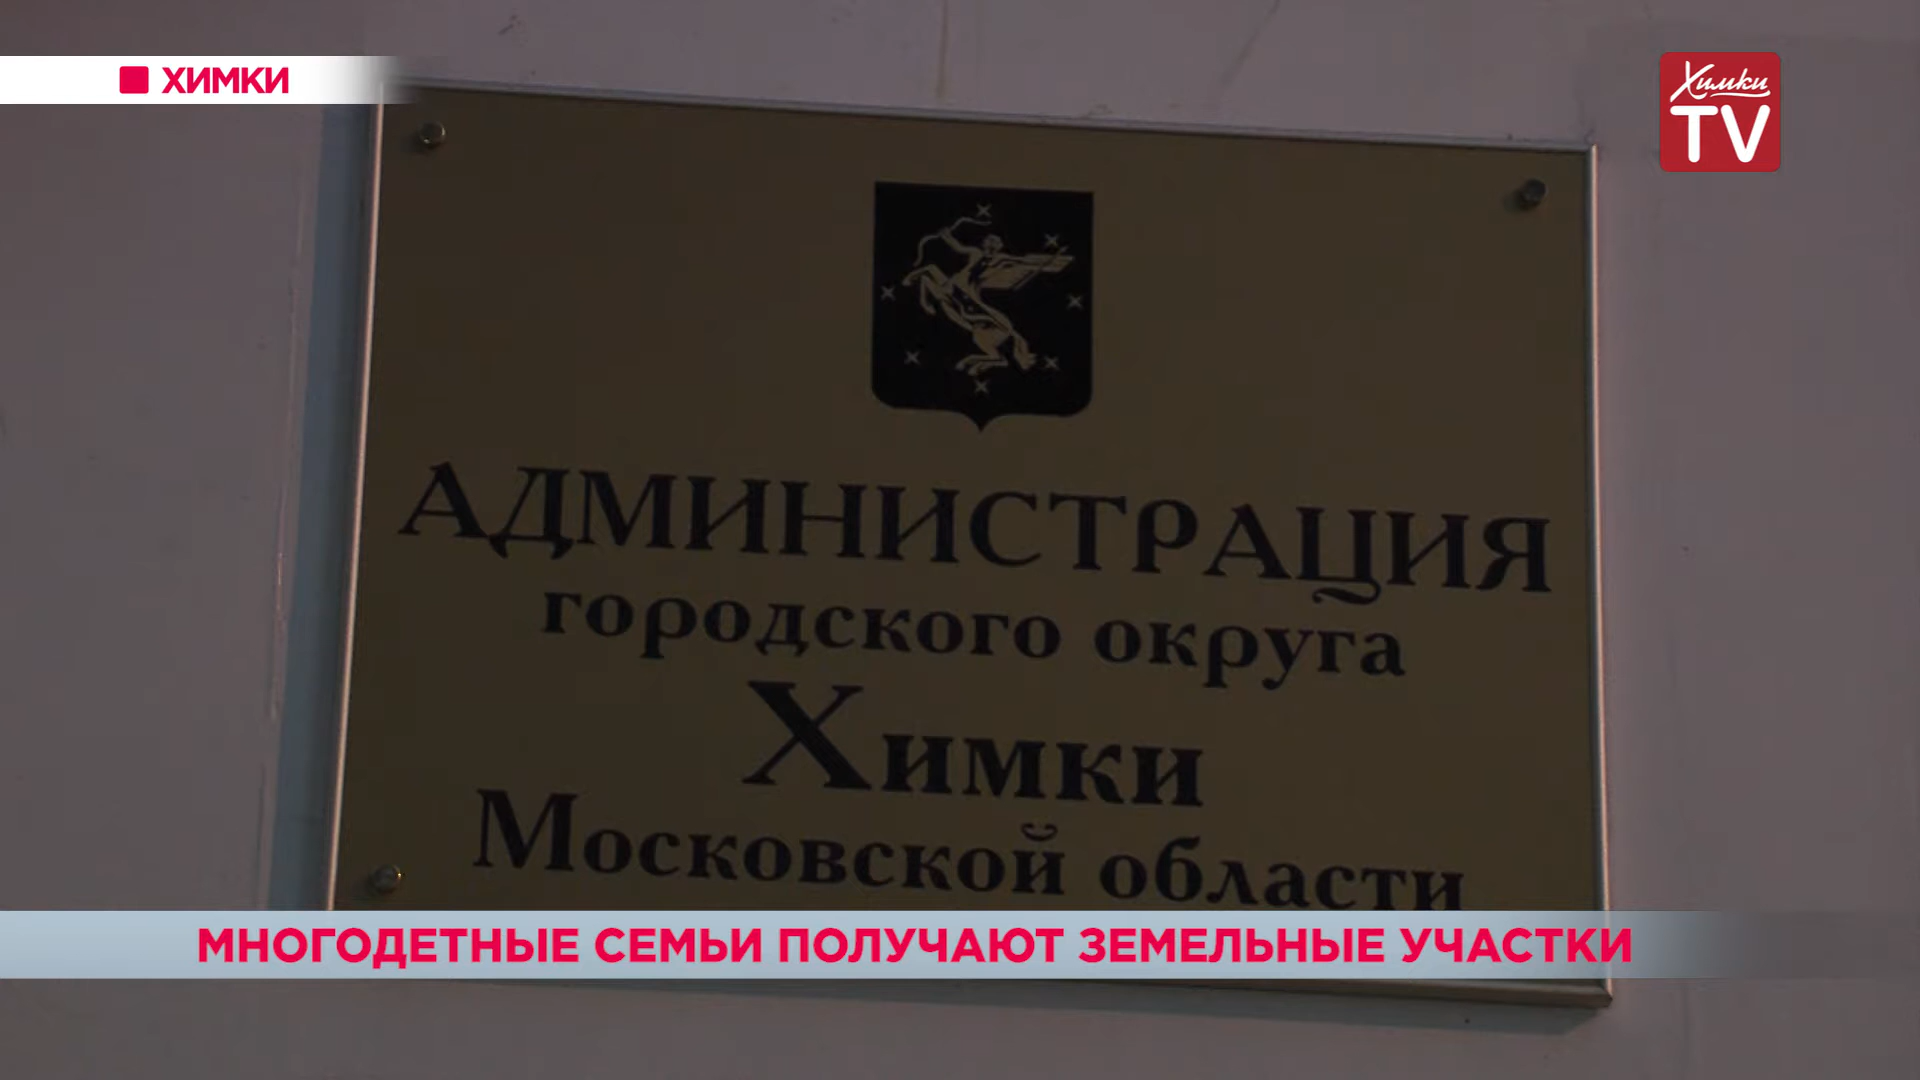 ХИМКИ
Химки
TV
АДМИНИСТРАЦИЯ
городского округа
Химки
Московской области
МНОГОДЕТНЫЕ СЕМЬИ ПОЛУЧАЮТ ЗЕМЕЛЬНЫЕ УЧАСТКИ